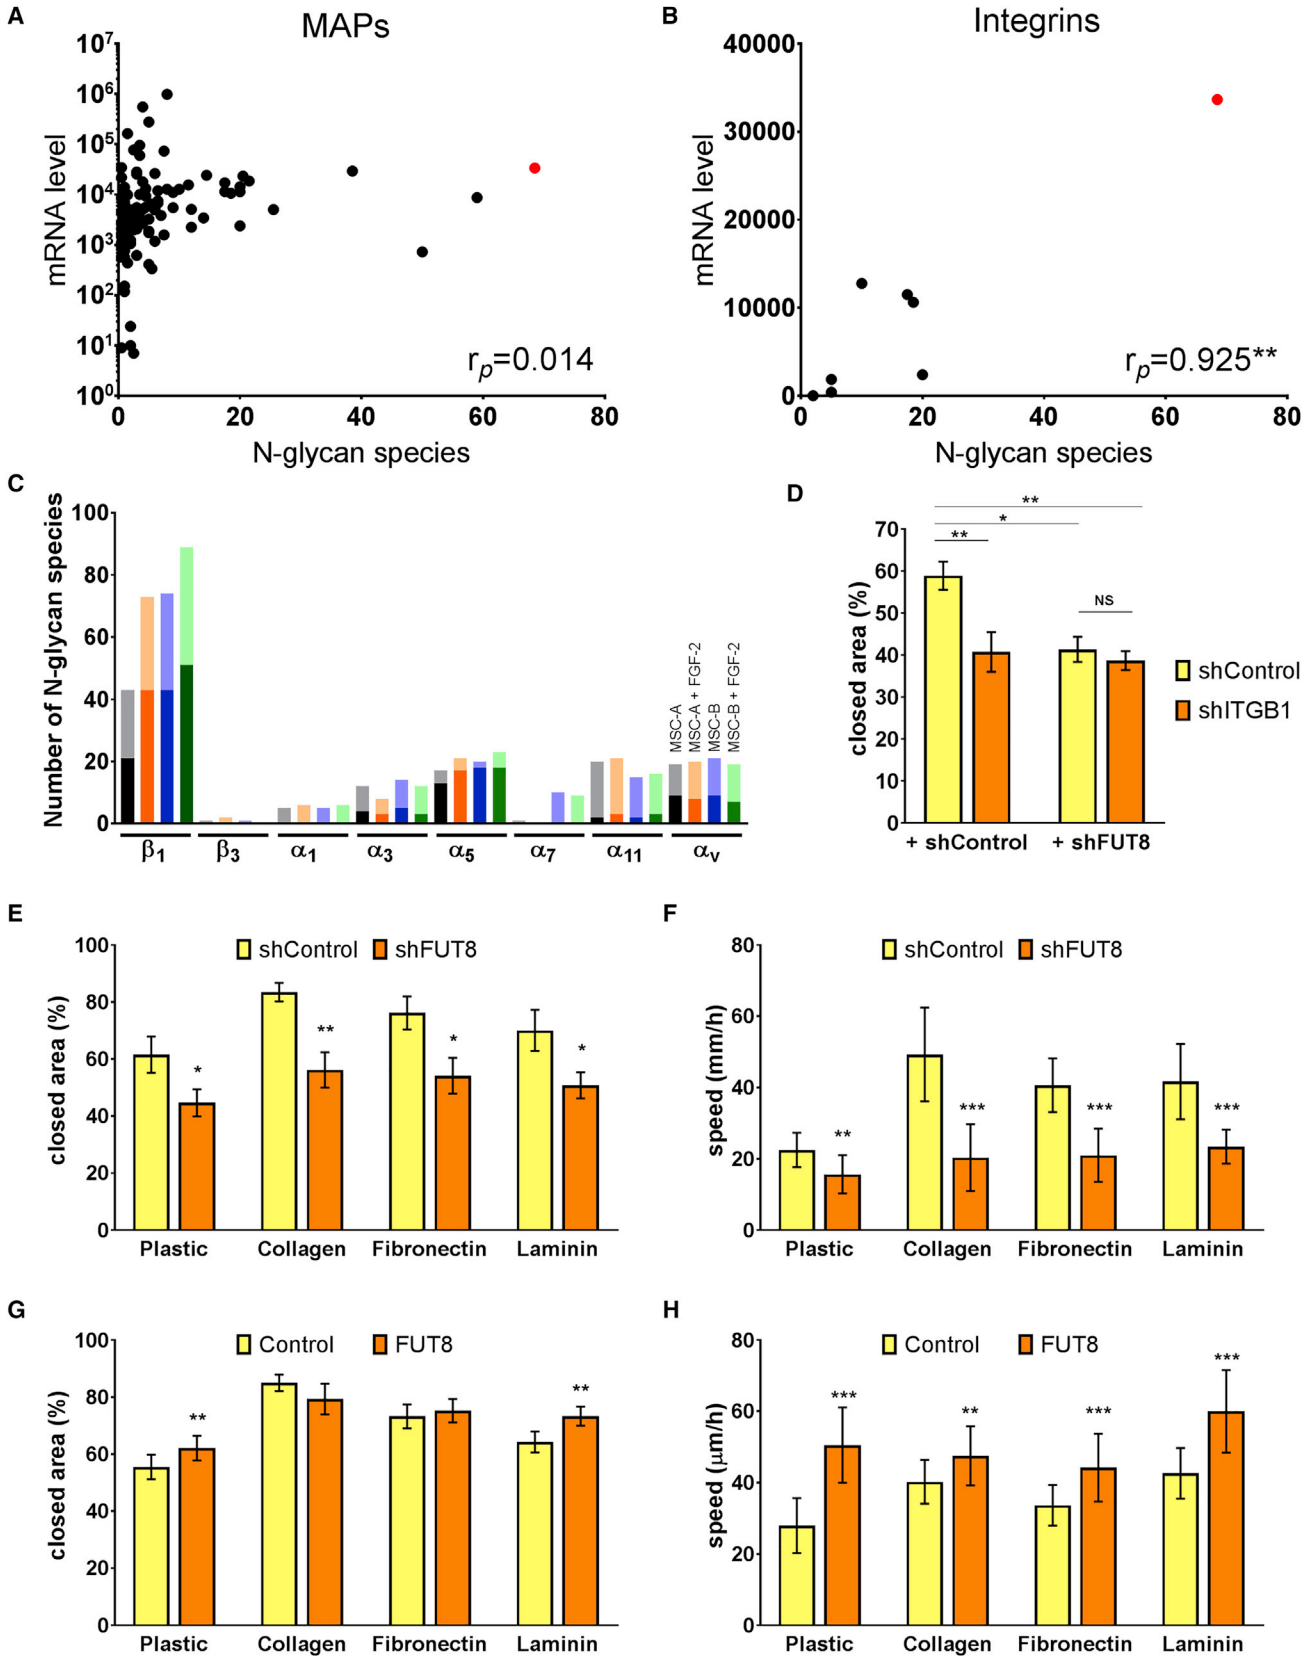 A
MAPs
10⁷
10⁶
10⁵
10⁴
10³
10²
10¹
10⁰
mRNA level
0 20 40 60 80
N-glycan species
rp=0.014
B
Integrins
40000
30000
20000
10000
0
mRNA level
0 20 40 60 80
N-glycan species
rp=0.925**
C
Number of N-glycan species
100
80
60
40
20
0
MSC-A
MSC-A + FGF-2
MSC-B
MSC-B + FGF-2
β1 β3 α1 α3 α5 α7 α11 αv
D
closed area (%)
70
60
50
40
30
20
10
0
**
*
**
NS
+ shControl + shFUT8
shControl
shITGB1
E
closed area (%)
100
80
60
40
20
0
shControl shFUT8
* ** * *
Plastic Collagen Fibronectin Laminin
F
speed (mm/h)
80
60
40
20
0
shControl shFUT8
** *** *** ***
Plastic Collagen Fibronectin Laminin
G
closed area (%)
100
80
60
40
20
0
Control FUT8
** **
Plastic Collagen Fibronectin Laminin
H
speed (μm/h)
80
60
40
20
0
Control FUT8
*** ** *** ***
Plastic Collagen Fibronectin Laminin